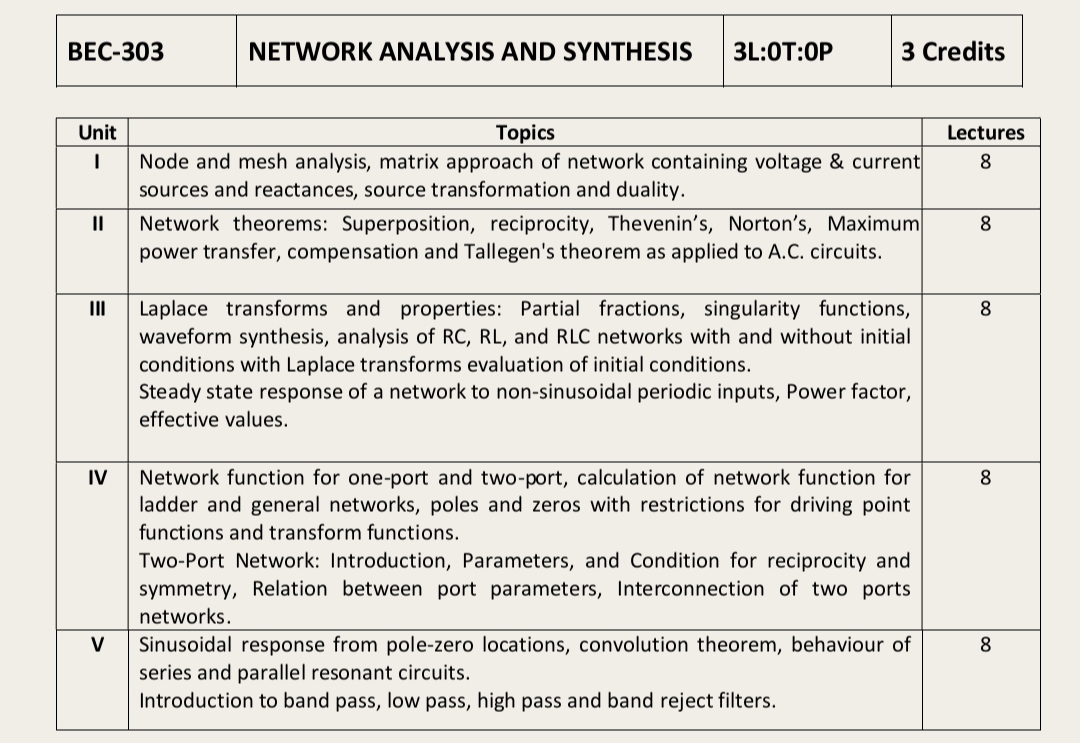 BEC-303 NETWORK ANALYSIS AND SYNTHESIS 3L:0T:0P 3 Credits
Unit Topics Lectures
I Node and mesh analysis, matrix approach of network containing voltage & current 8
sources and reactances, source transformation and duality.
II Network theorems: Superposition, reciprocity, Thevenin's, Norton's, Maximum 8
power transfer, compensation and Tallegen's theorem as applied to A.C. circuits.
III Laplace transforms and properties: Partial fractions, singularity functions, 8
waveform synthesis, analysis of RC, RL, and RLC networks with and without initial
conditions with Laplace transforms evaluation of initial conditions.
Steady state response of a network to non-sinusoidal periodic inputs, Power factor,
effective values.
IV Network function for one-port and two-port, calculation of network function for 8
ladder and general networks, poles and zeros with restrictions for driving point
functions and transform functions.
Two-Port Network: Introduction, Parameters, and Condition for reciprocity and
symmetry, Relation between port parameters, Interconnection of two ports
networks.
V Sinusoidal response from pole-zero locations, convolution theorem, behaviour of 8
series and parallel resonant circuits.
Introduction to band pass, low pass, high pass and band reject filters.